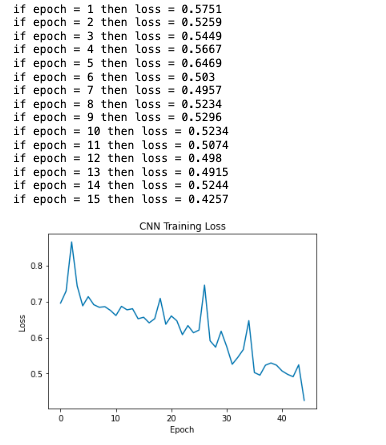 if epoch = 1 then loss = 0.5751
if epoch = 2 then loss = 0.5259
if epoch = 3 then loss = 0.5449
if epoch = 4 then loss = 0.5667
if epoch = 5 then loss = 0.6469
if epoch = 6 then loss = 0.503
if epoch = 7 then loss = 0.4957
if epoch = 8 then loss = 0.5234
if epoch = 9 then loss = 0.5296
if epoch = 10 then loss = 0.5234
if epoch = 11 then loss = 0.5074
if epoch = 12 then loss = 0.498
if epoch = 13 then loss = 0.4915
if epoch = 14 then loss = 0.5244
if epoch = 15 then loss = 0.4257
CNN Training Loss
0.8
0.7
0.6
0.5
Loss
0 10 20 30 40
Epoch